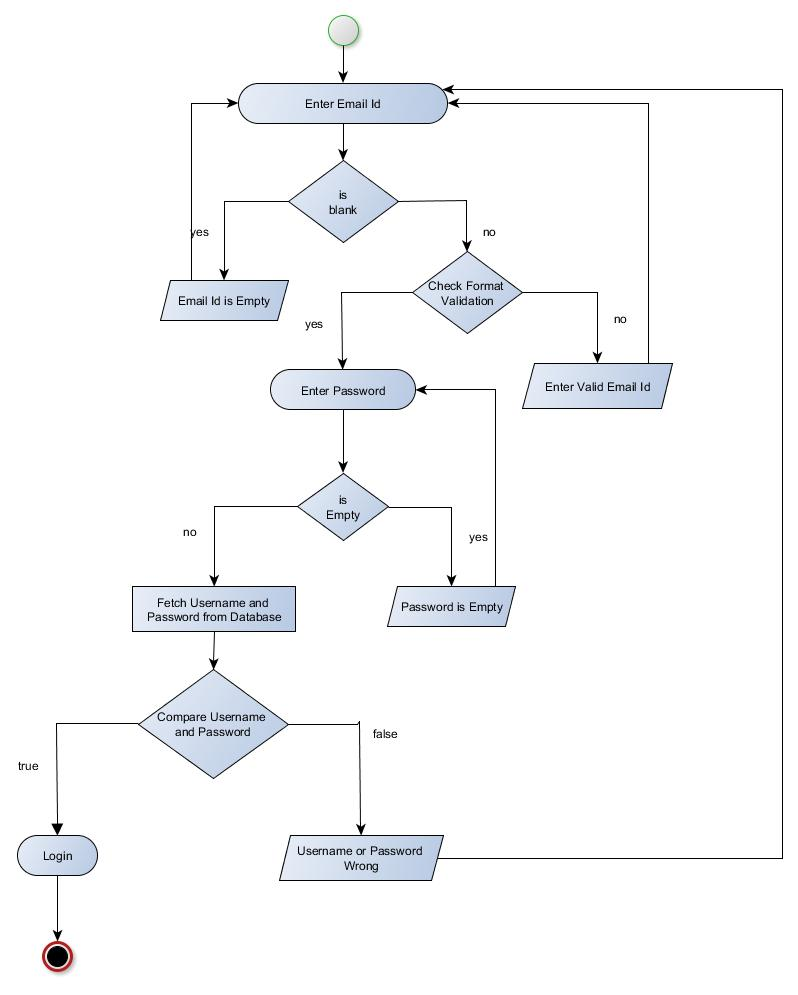 Enter Email Id
is
blank
yes
no
Email Id is Empty
Check Format
Validation
yes
no
Enter Password
Enter Valid Email Id
is
Empty
no
yes
Fetch Username and
Password from Database
Password is Empty
Compare Username
and Password
false
true
Login
Username or Password
Wrong